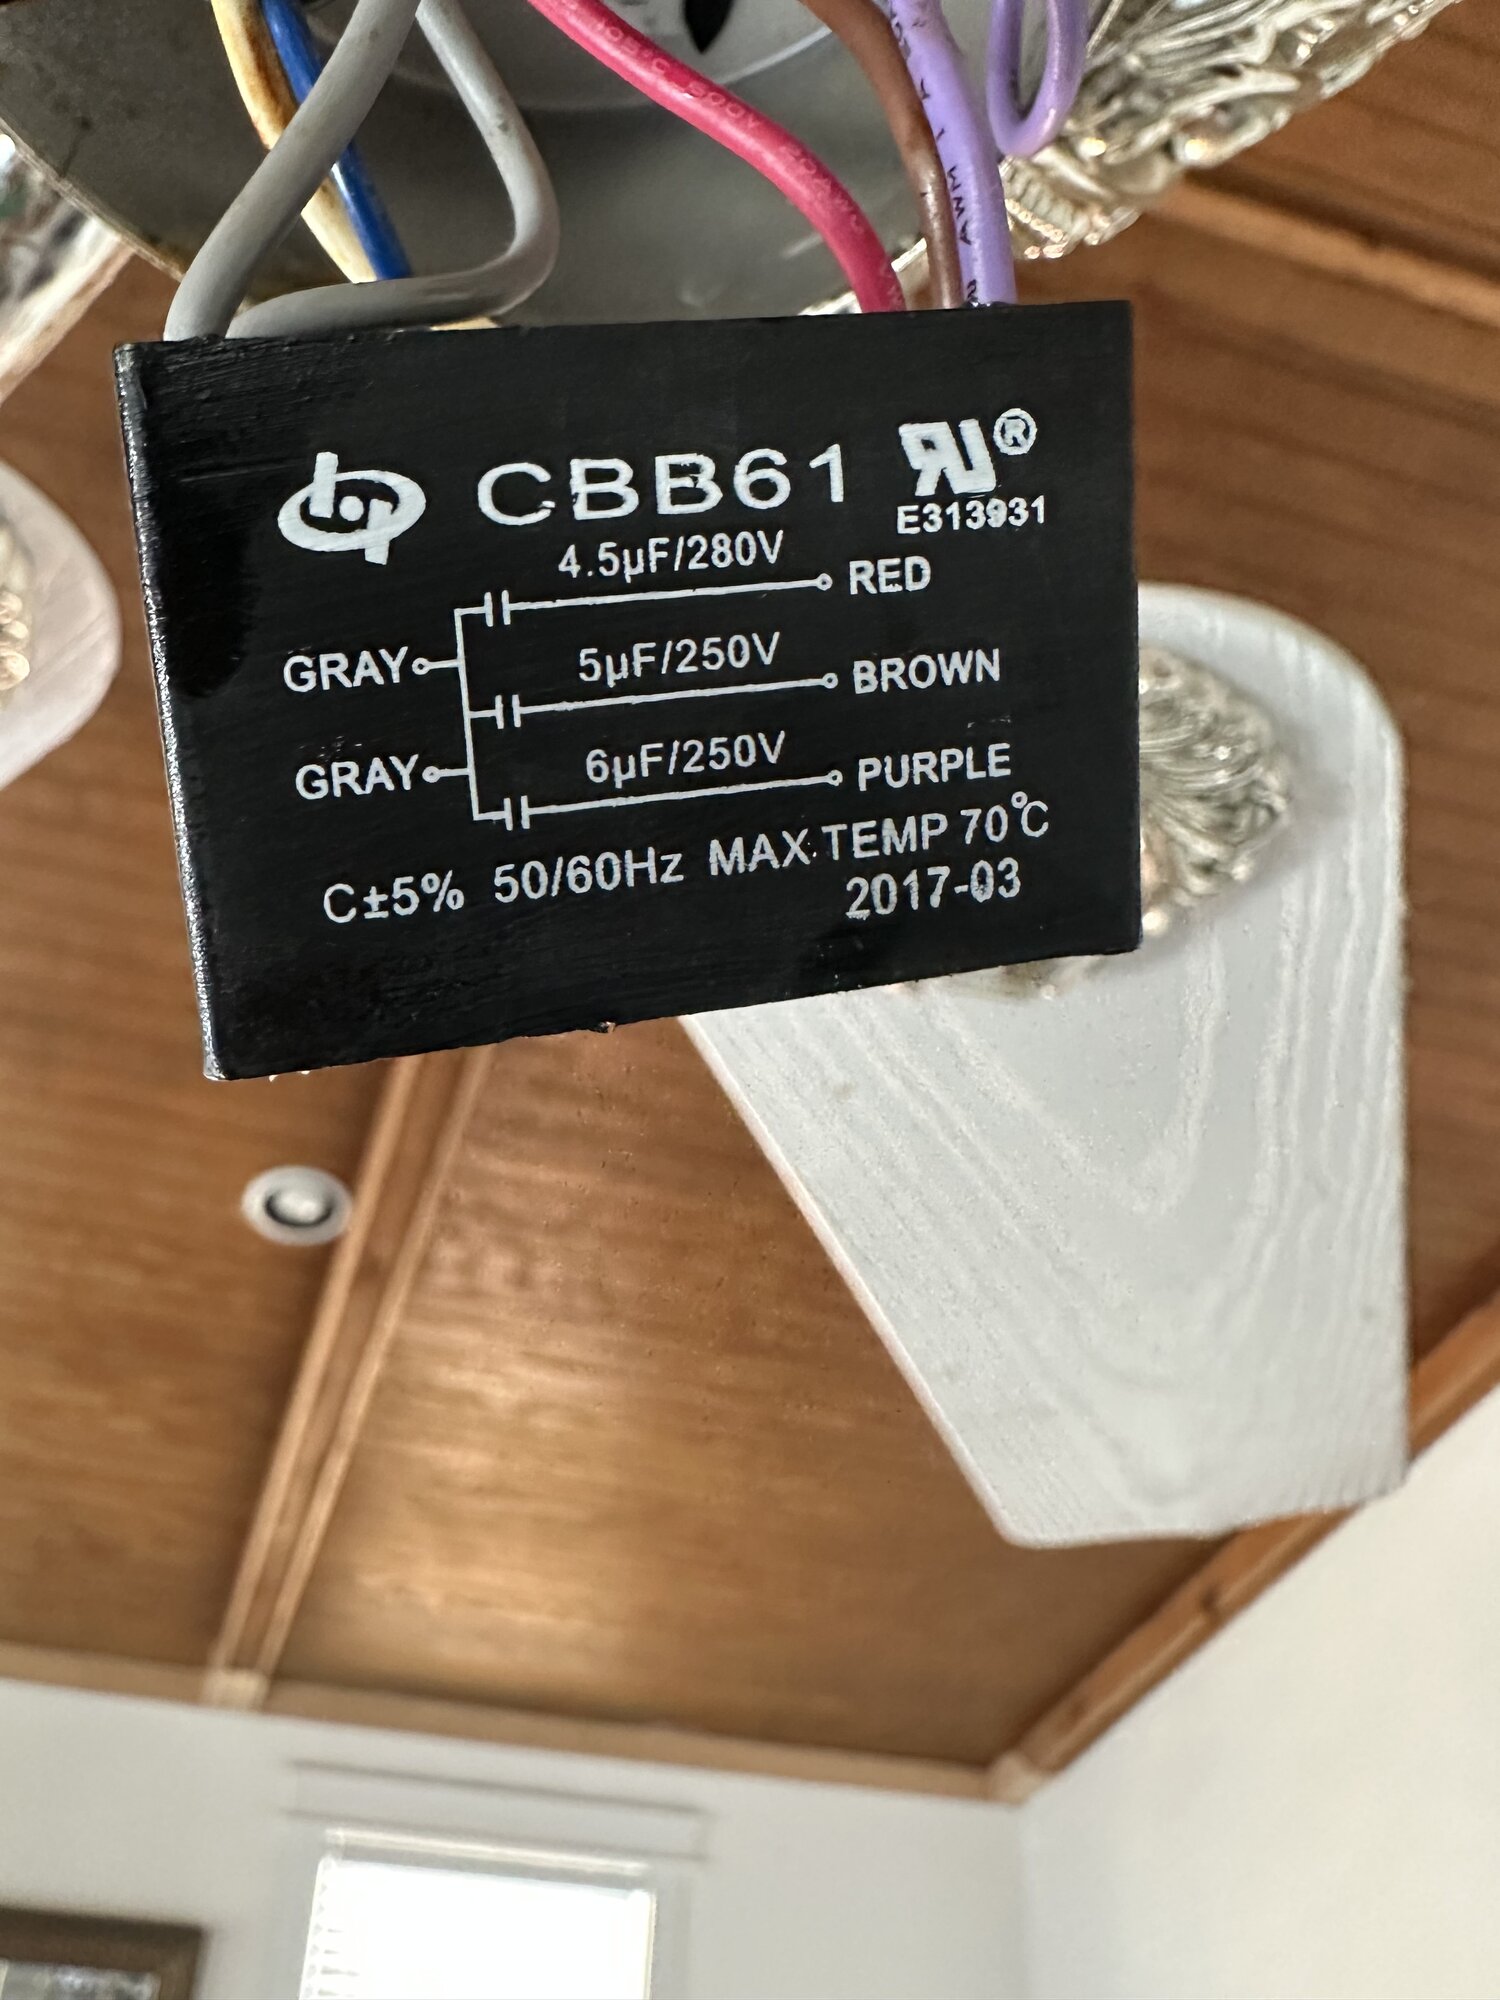 CBB61 ®
E313931
4.5µF/280V
RED
GRAY
5µF/250V
BROWN
GRAY
6µF/250V
PURPLE
C±5% 50/60Hz MAX.TEMP 70°C
2017-03
AWM